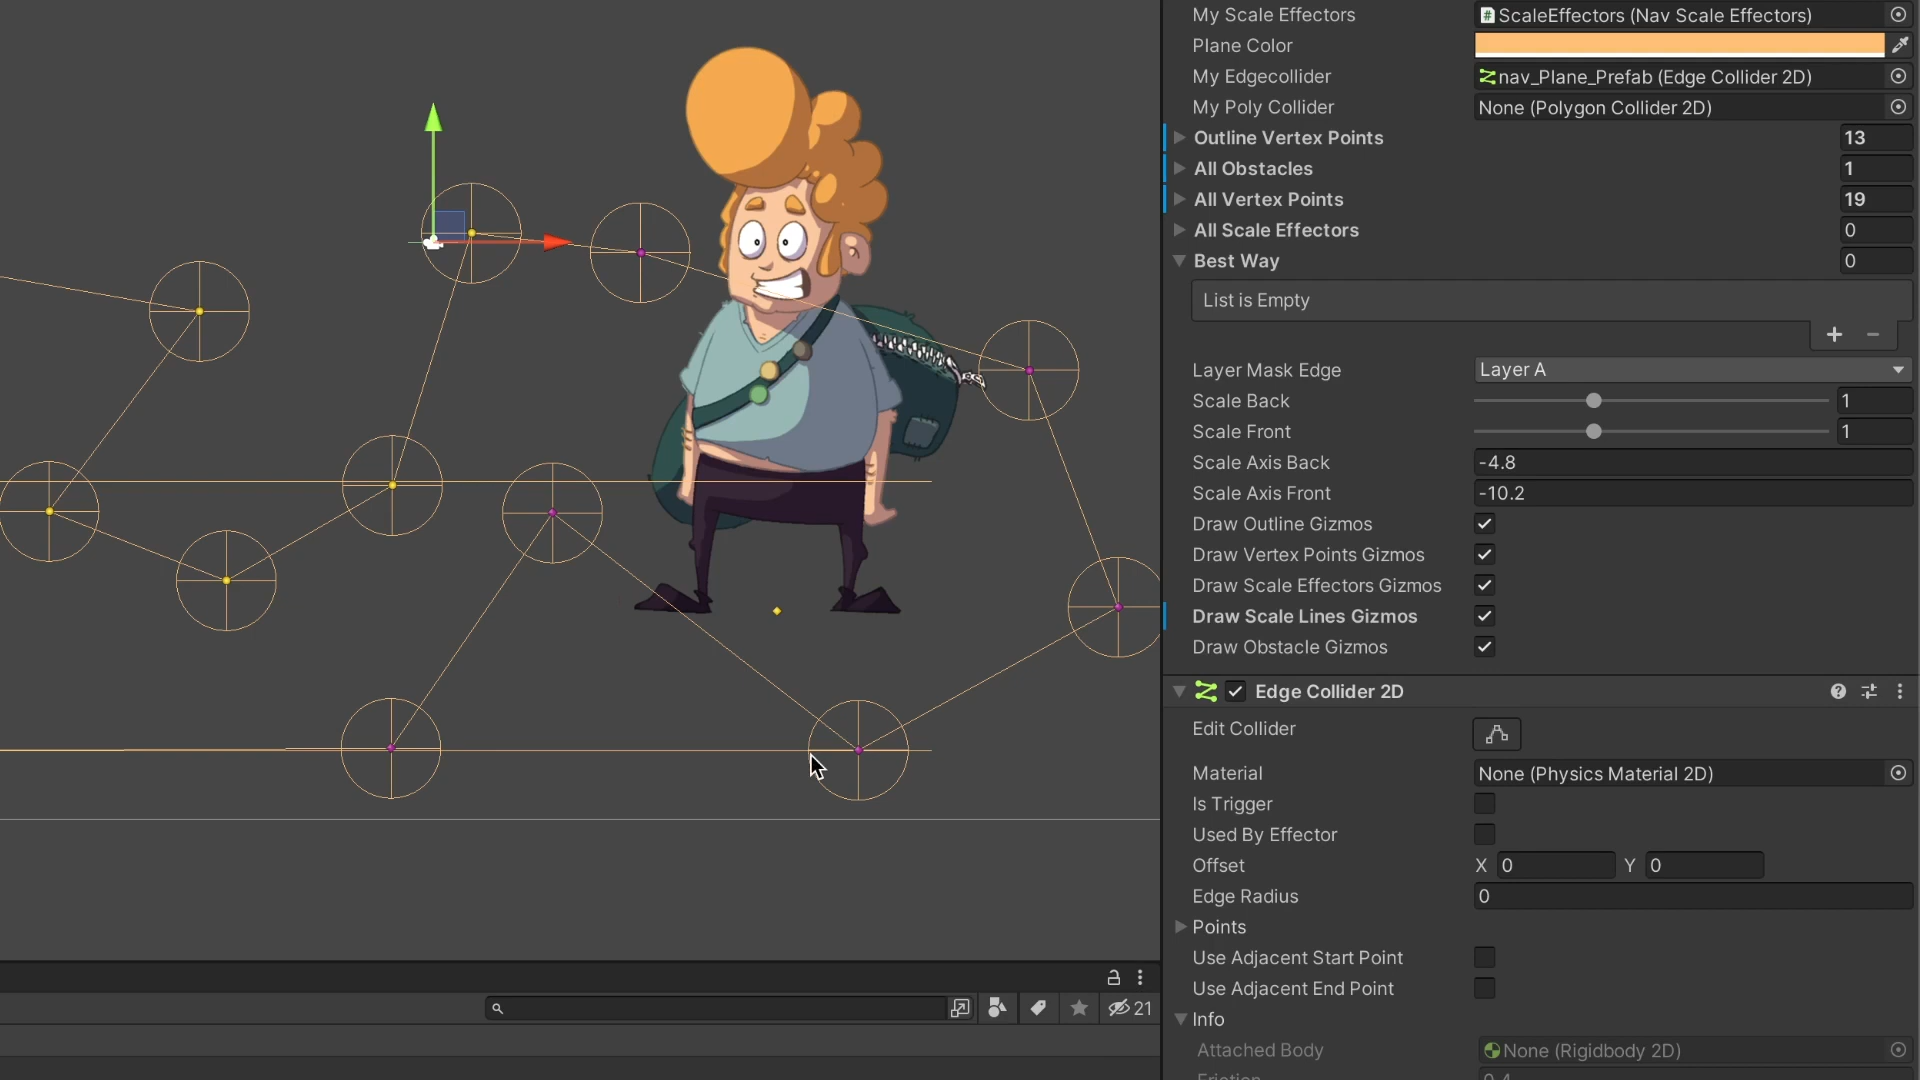 My Scale Effectors
ScaleEffectors (Nav Scale Effectors)
Plane Color
My Edgecollider
nav_Plane_Prefab (Edge Collider 2D)
My Poly Collider
None (Polygon Collider 2D)
Outline Vertex Points
13
All Obstacles
1
All Vertex Points
19
All Scale Effectors
0
Best Way
0
List is Empty
Layer Mask Edge
Layer A
Scale Back
1
Scale Front
1
Scale Axis Back
-4.8
Scale Axis Front
-10.2
Draw Outline Gizmos
Draw Vertex Points Gizmos
Draw Scale Effectors Gizmos
Draw Scale Lines Gizmos
Draw Obstacle Gizmos
Edge Collider 2D
Edit Collider
Material
None (Physics Material 2D)
Is Trigger
Used By Effector
Offset
X 0
Y 0
Edge Radius
0
Points
Use Adjacent Start Point
Use Adjacent End Point
21
Info
Attached Body
None (Rigidbody 2D)